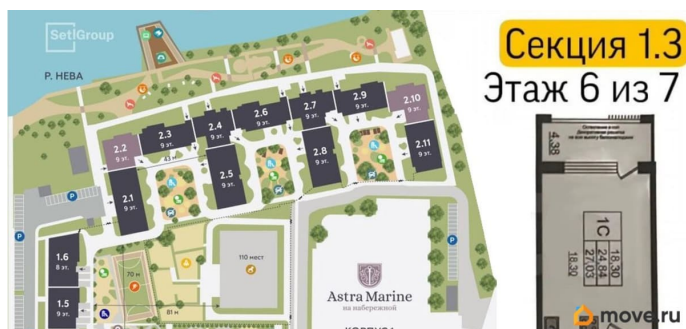 Setl Group
Р. НЕВА
2.2
9 эт.
2.3
9 эт.
2.4
9 эт.
2.6
9 эт.
2.7
9 эт.
2.9
9 эт.
2.10
9 эт.
43 м
2.1
9 эт.
2.5
9 эт.
2.8
9 эт.
2.11
9 эт.
P
P
P
1.6
8 эт.
1.5
9 эт.
70 м
81 м
110 мест
Astra Marine
на набережной
Секция 1.3
Этаж 6 из 7
4.38
1С
18.30
24.84
27.03
18.30
move.ru